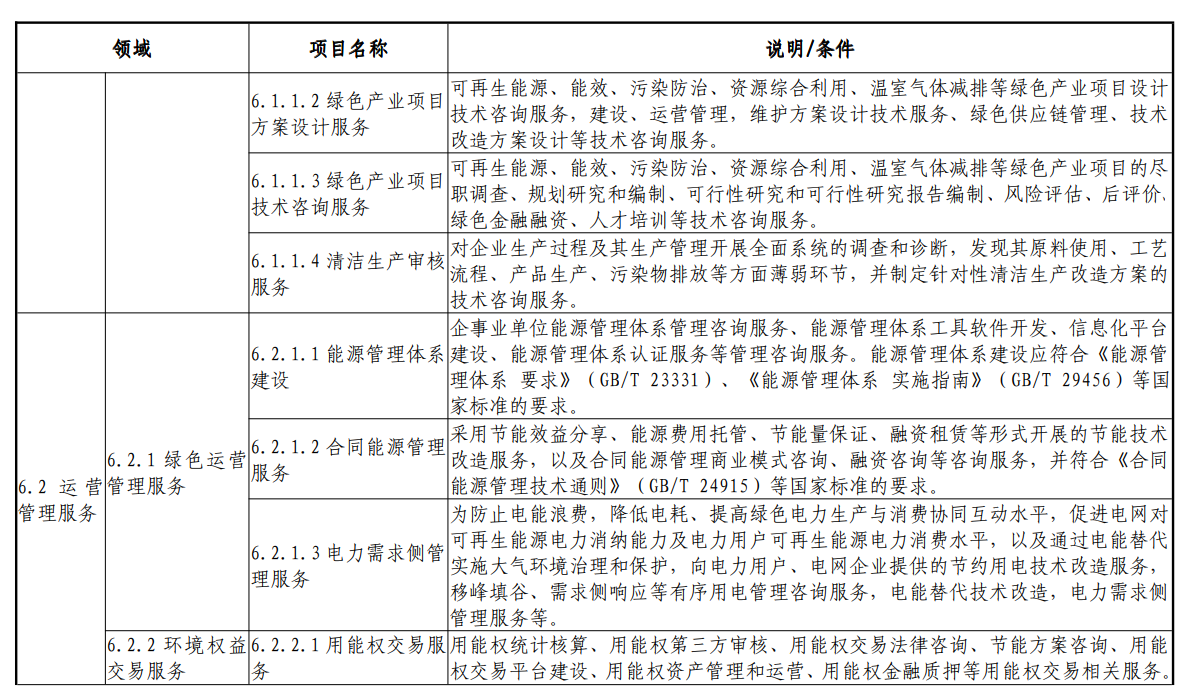 领域 项目名称 说明/条件
6.1.1.2 绿色产业项目
方案设计服务
可再生能源、能效、污染防治、资源综合利用、温室气体减排等绿色产业项目设计
技术咨询服务，建设、运营管理，维护方案设计技术服务、绿色供应链管理、技术
改造方案设计等技术咨询服务。
6.1.1.3 绿色产业项目
技术咨询服务
可再生能源、能效、污染防治、资源综合利用、温室气体减排等绿色产业项目的尽
职调查、规划研究和编制、可行性研究和可行性研究报告编制、风险评估、后评价、
绿色金融融资、人才培训等技术咨询服务。
6.1.1.4 清洁生产审核
服务
对企业生产过程及其生产管理开展全面系统的调查和诊断，发现其原料使用、工艺
流程、产品生产、污染物排放等方面薄弱环节，并制定针对性清洁生产改造方案的
技术咨询服务。
6.2 运营
管理服务
6.2.1 绿色运营
管理服务
6.2.1.1 能源管理体系
建设
企事业单位能源管理体系管理咨询服务、能源管理体系工具软件开发、信息化平台
建设、能源管理体系认证服务等管理咨询服务。能源管理体系建设应符合《能源管
理体系 要求》（GB/T 23331）、《能源管理体系 实施指南》（GB/T 29456）等国
家标准的要求。
6.2.1.2 合同能源管理
服务
采用节能效益分享、能源费用托管、节能量保证、融资租赁等形式开展的节能技术
改造服务，以及合同能源管理商业模式咨询、融资咨询等咨询服务，并符合《合同
能源管理技术通则》（GB/T 24915）等国家标准的要求。
6.2.1.3 电力需求侧管
理服务
为防止电能浪费，降低电耗、提高绿色电力生产与消费协同互动水平，促进电网对
可再生能源电力消纳能力及电力用户可再生能源电力消费水平，以及通过电能替代
实施大气环境治理和保护，向电力用户、电网企业提供的节约用电技术改造服务，
移峰填谷、需求侧响应等有序用电管理咨询服务，电能替代技术改造，电力需求侧
管理服务等。
6.2.2 环境权益
交易服务
6.2.2.1 用能权交易服
务
用能权统计核算、用能权第三方审核、用能权交易法律咨询、节能方案咨询、用能
权交易平台建设、用能权资产管理和运营、用能权金融质押等用能权交易相关服务。